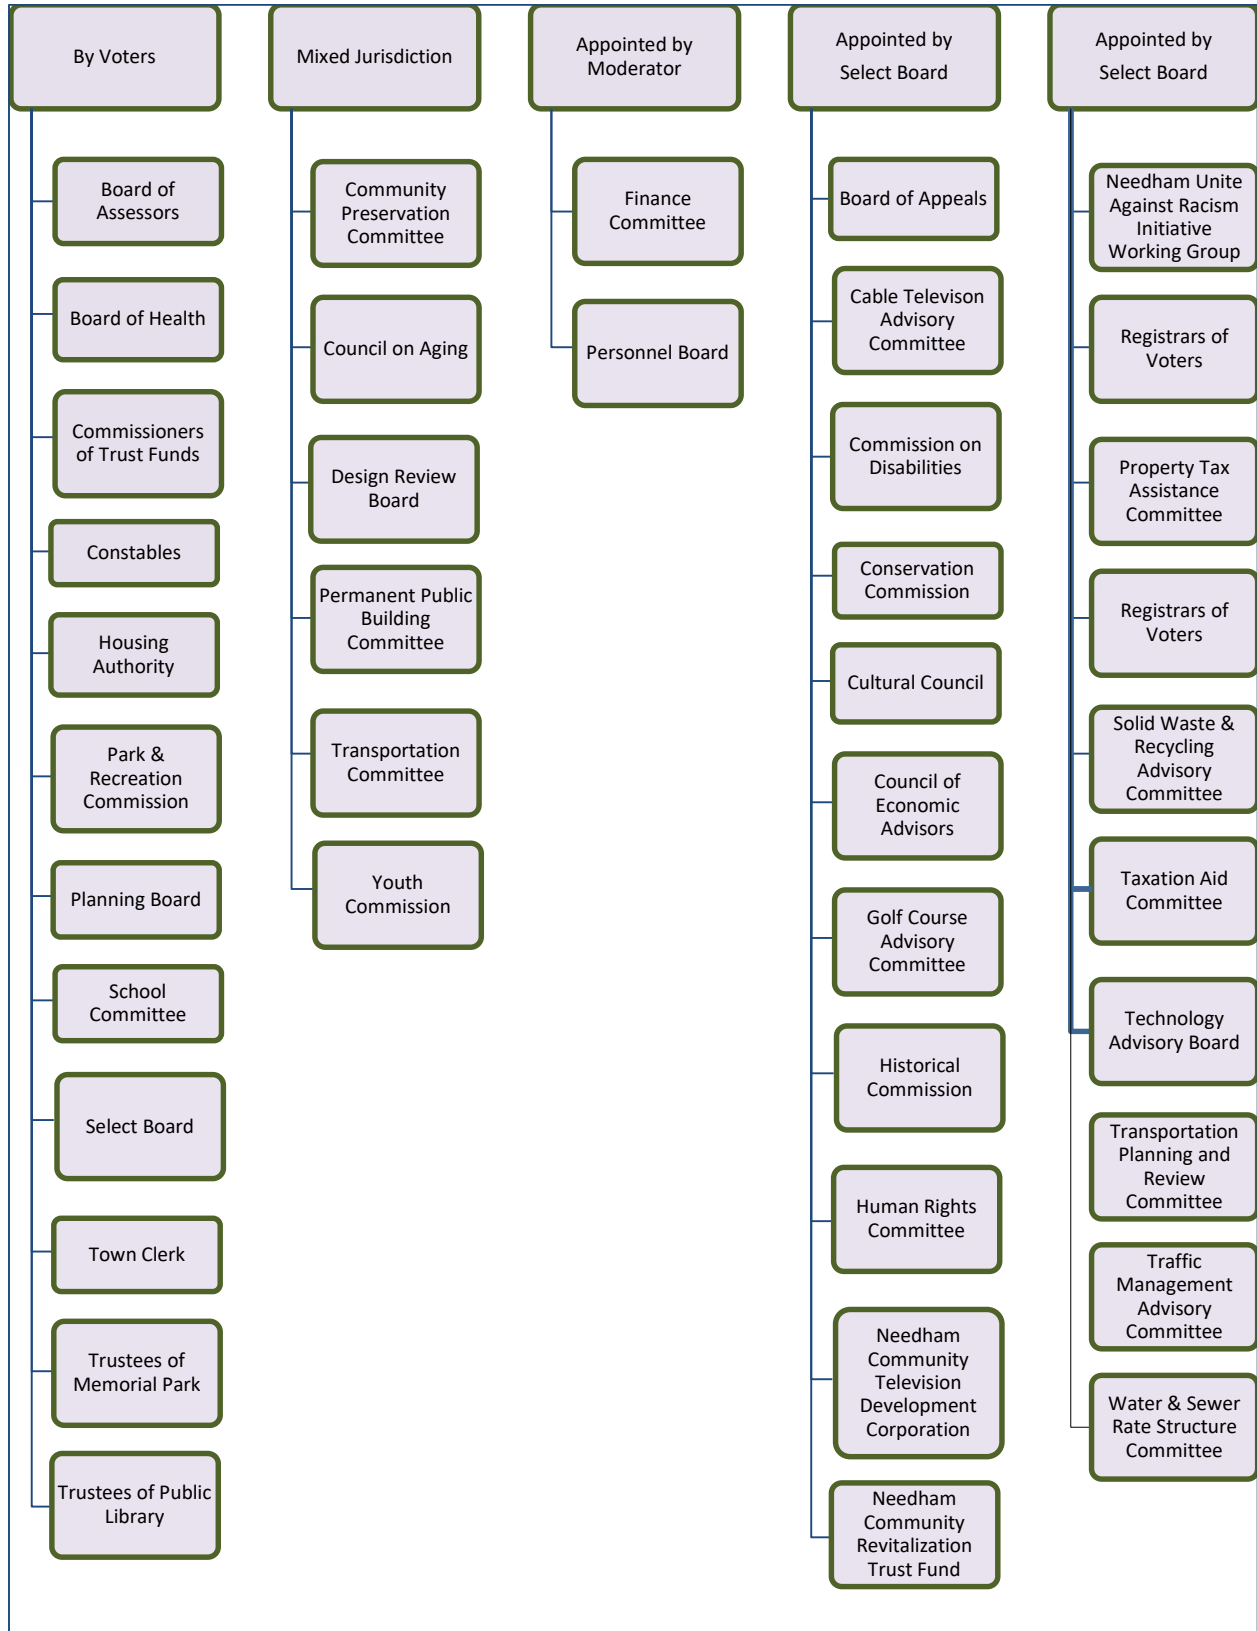 By Voters
Board of
Assessors
Board of Health
Commissioners
of Trust Funds
Constables
Housing
Authority
Park &
Recreation
Commission
Planning Board
School
Committee
Select Board
Town Clerk
Trustees of
Memorial Park
Trustees of Public
Library
Mixed Jurisdiction
Community
Preservation
Committee
Council on Aging
Design Review
Board
Permanent Public
Building
Committee
Transportation
Committee
Youth
Commission
Appointed by
Moderator
Finance
Committee
Personnel Board
Appointed by
Select Board
Board of Appeals
Cable Televison
Advisory
Committee
Commission on
Disabilities
Conservation
Commission
Cultural Council
Council of
Economic
Advisors
Golf Course
Advisory
Committee
Historical
Commission
Human Rights
Committee
Needham
Community
Television
Development
Corporation
Needham
Community
Revitalization
Trust Fund
Appointed by
Select Board
Needham Unite
Against Racism
Initiative
Working Group
Registrars of
Voters
Property Tax
Assistance
Committee
Registrars of
Voters
Solid Waste &
Recycling
Advisory
Committee
Taxation Aid
Committee
Technology
Advisory Board
Transportation
Planning and
Review
Committee
Traffic
Management
Advisory
Committee
Water & Sewer
Rate Structure
Committee